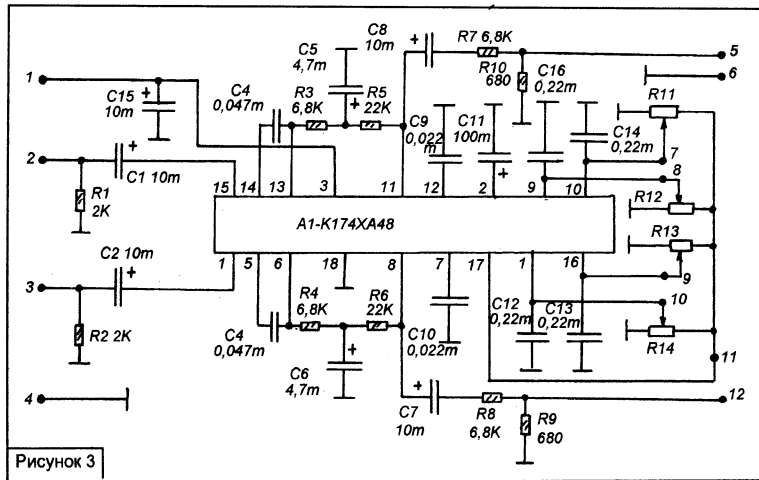 C8
10m
R7 6,8K
5
C5
4,7m
R10
680
C16
0,22m
6
1
C4
0,047m
R3
6,8K
R5
22K
R11
C15
10m
C9
0,022
m
C11
100m
C14
0,22m
7
2
C1 10m
8
R1
2K
15 14 13 3 11 12 2 9 10
R12
A1-К174ХА48
R13
C2 10m
1 5 6 18 8 7 17 1 16
9
3
R4
6,8K
R6
22K
10
R2 2K
C4
0,047m
C10
0,022m
C12
0,22m
C13
0,22m
R14
11
C6
4,7m
4
12
C7
10m
R8
6,8K
R9
680
Рисунок 3